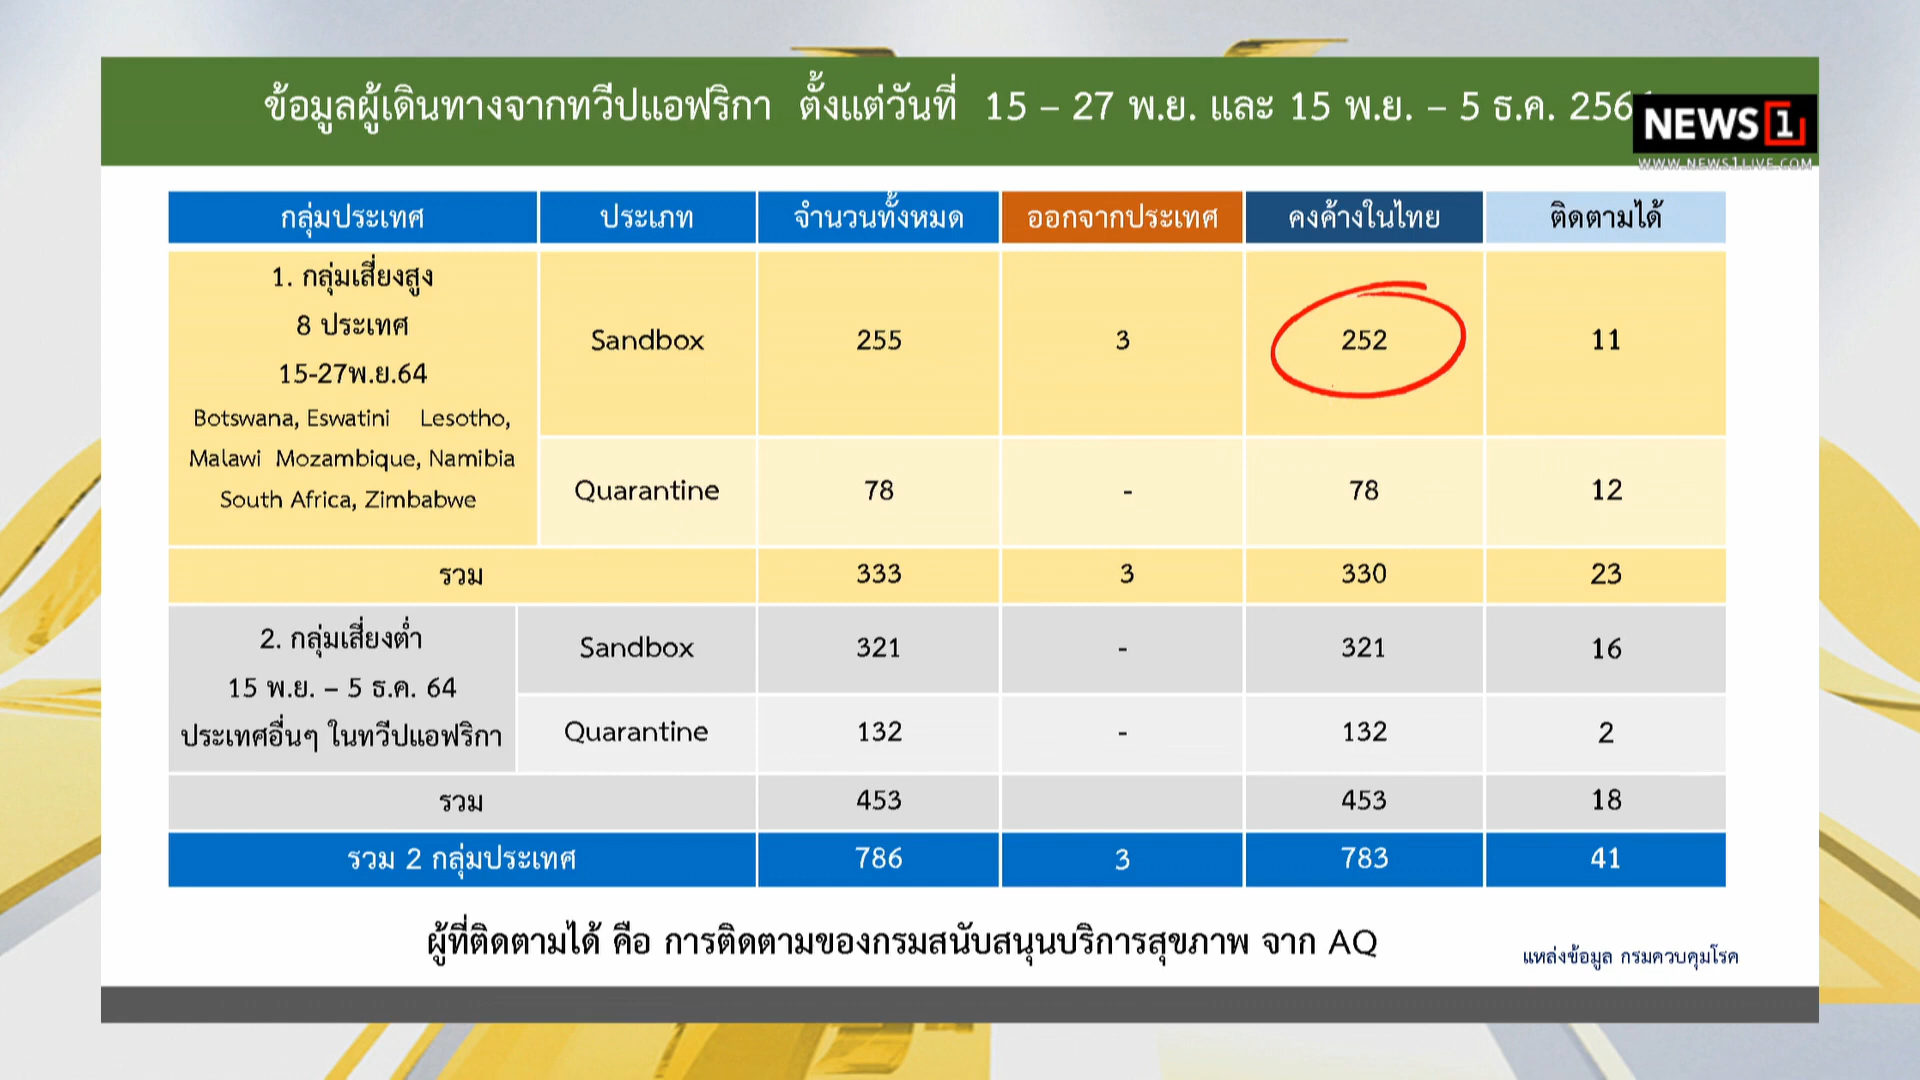 ข้อมูลผู้เดินทางจากทวีปแอฟริกา ตั้งแต่วันที่ 15 – 27 พ.ย. และ 15 พ.ย. – 5 ธ.ค. 256
NEWS 1
WWW.NEWS1LIVE.COM
กลุ่มประเทศ ประเภท จำนวนทั้งหมด ออกจากประเทศ คงค้างในไทย ติดตามได้
1. กลุ่มเสี่ยงสูง
8 ประเทศ
15-27พ.ย.64
Botswana, Eswatini Lesotho,
Malawi Mozambique, Namibia
South Africa, Zimbabwe
Sandbox 255 3 252 11
Quarantine 78 - 78 12
รวม 333 3 330 23
2. กลุ่มเสี่ยงต่ำ
15 พ.ย. – 5 ธ.ค. 64
ประเทศอื่นๆ ในทวีปแอฟริกา
Sandbox 321 - 321 16
Quarantine 132 - 132 2
รวม 453 453 18
รวม 2 กลุ่มประเทศ 786 3 783 41
ผู้ที่ติดตามได้ คือ การติดตามของกรมสนับสนุนบริการสุขภาพ จาก AQ
แหล่งข้อมูล กรมควบคุมโรค